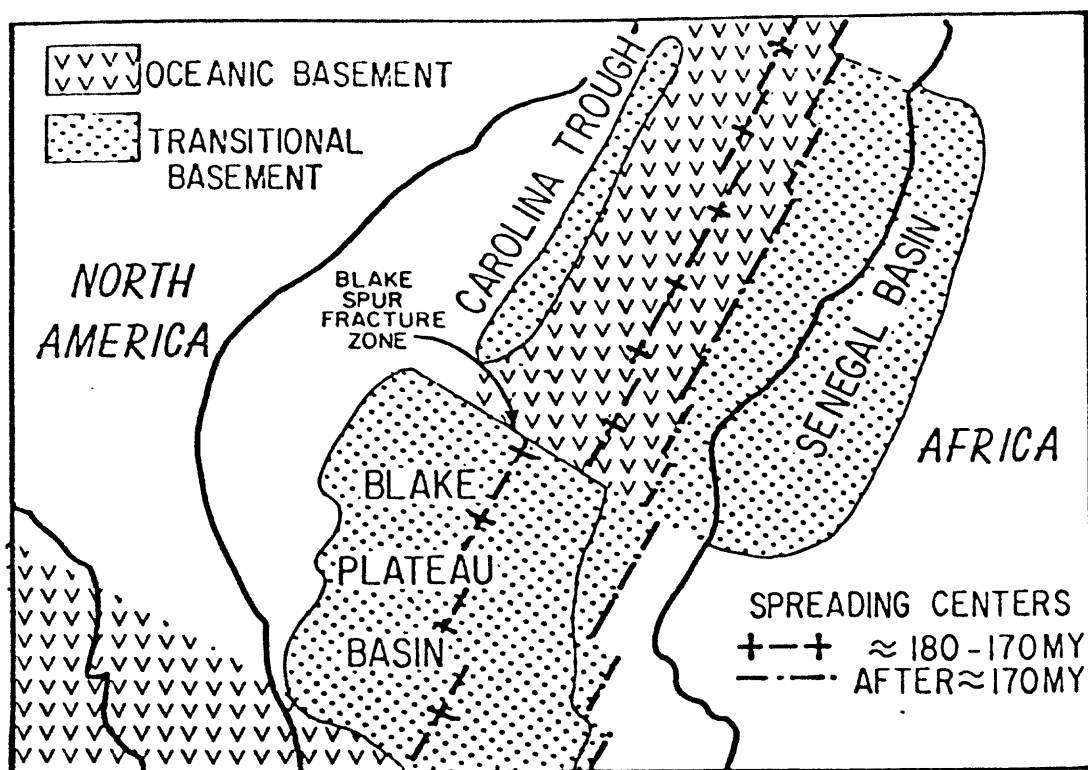 OCEANIC BASEMENT
TRANSITIONAL
BASEMENT
CAROLINA TROUGH
NORTH
AMERICA
BLAKE
SPUR
FRACTURE
ZONE
SENEGAL BASIN
AFRICA
BLAKE
PLATEAU
BASIN
SPREADING CENTERS
+–+ ≈ 180-170MY
–·– AFTER ≈ 170MY